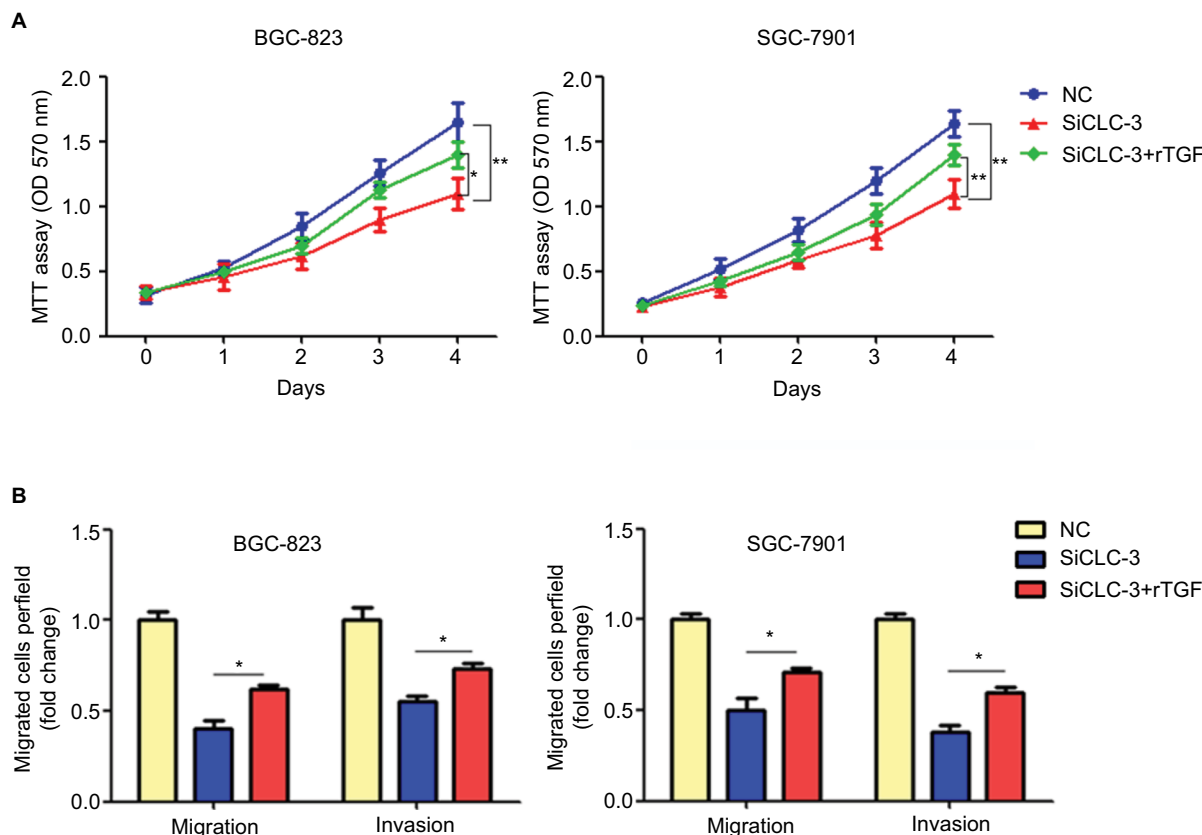 A
BGC-823
SGC-7901
2.0
1.5
1.0
0.5
0.0
MTT assay (OD 570 nm)
0 1 2 3 4
Days
*
**
2.0
1.5
1.0
0.5
0.0
MTT assay (OD 570 nm)
0 1 2 3 4
Days
**
**
NC
SiCLC-3
SiCLC-3+rTGF
B
BGC-823
1.5
1.0
0.5
0.0
Migrated cells perfield
(fold change)
*
*
Migration Invasion
SGC-7901
1.5
1.0
0.5
0.0
Migrated cells perfield
(fold change)
*
*
Migration Invasion
NC
SiCLC-3
SiCLC-3+rTGF